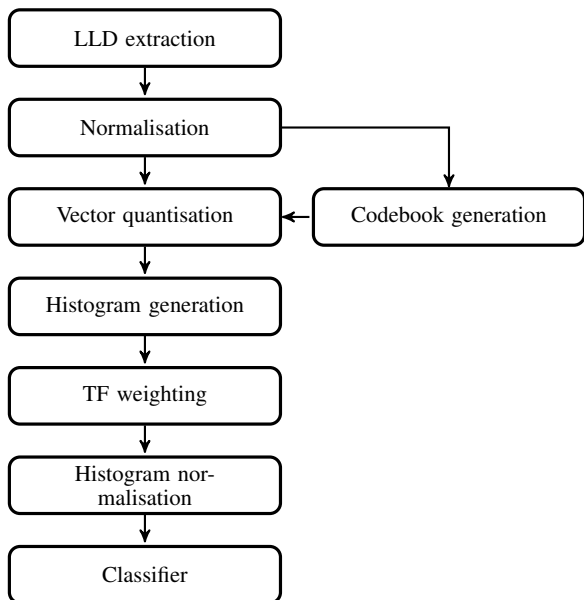 LLD extraction
Normalisation
Vector quantisation
Codebook generation
Histogram generation
TF weighting
Histogram nor-
malisation
Classifier